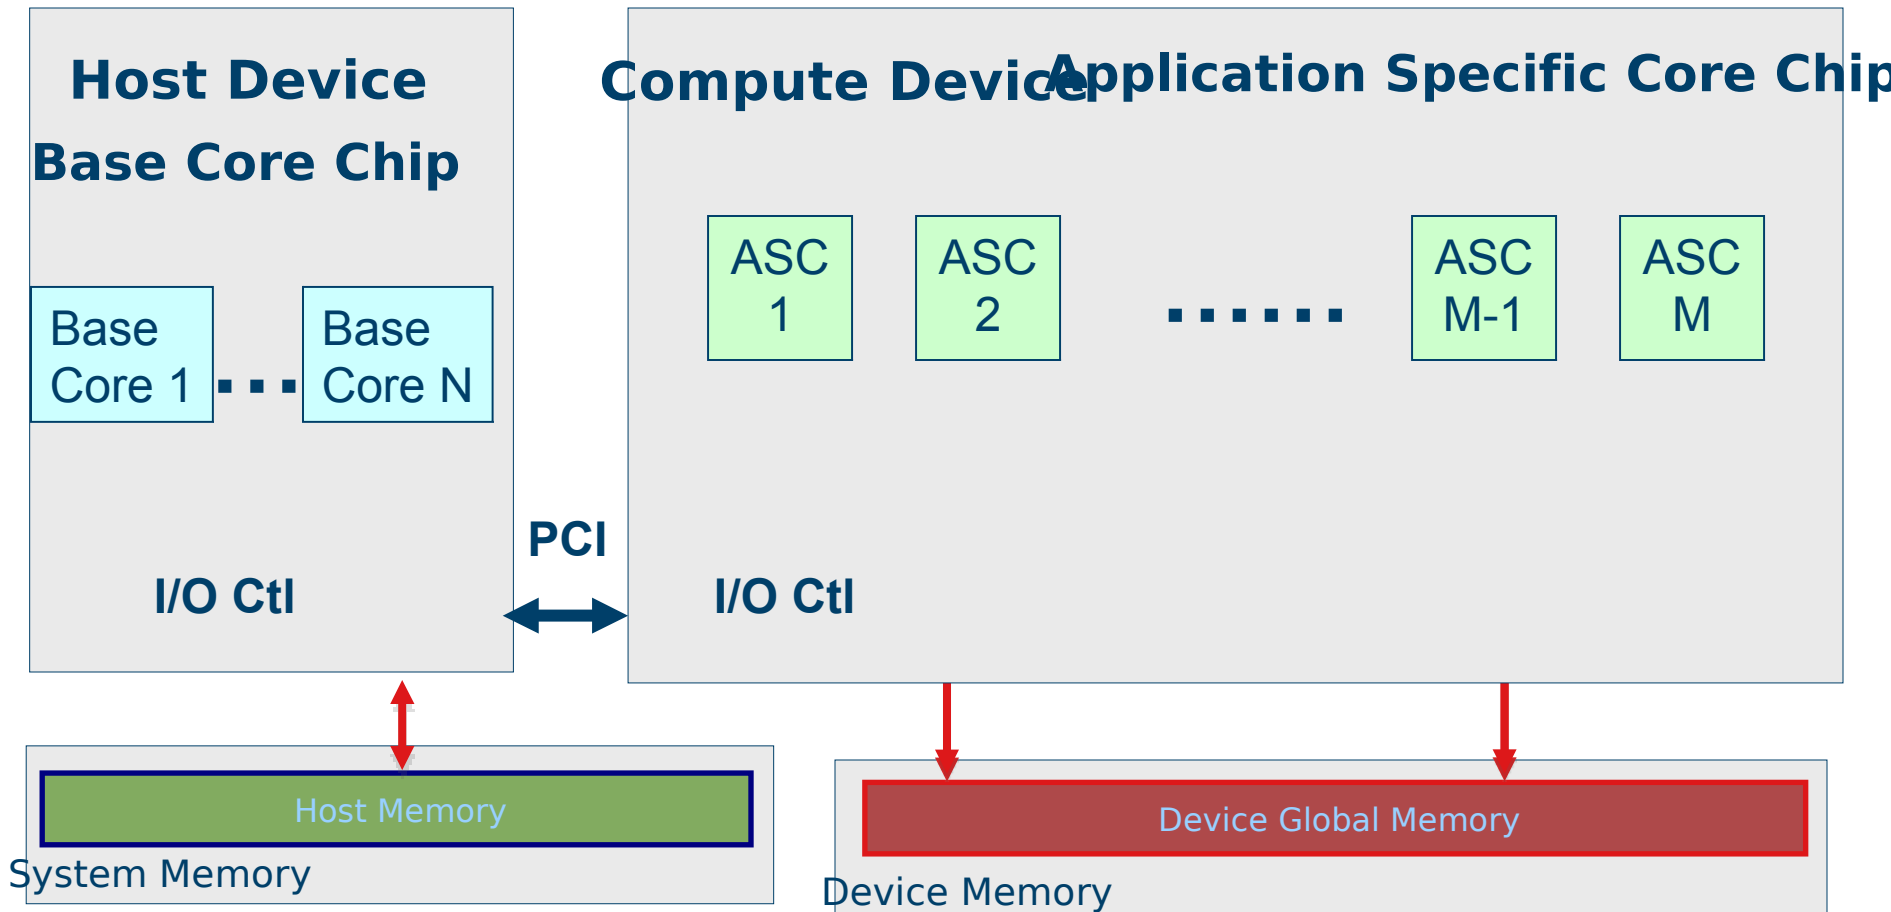 Host Device
Base Core Chip
Compute Device
Application Specific Core Chip
Base
Core 1
Base
Core N
ASC
1
ASC
2
ASC
M-1
ASC
M
I/O Ctl
PCI
I/O Ctl
Host Memory
System Memory
Device Global Memory
Device Memory